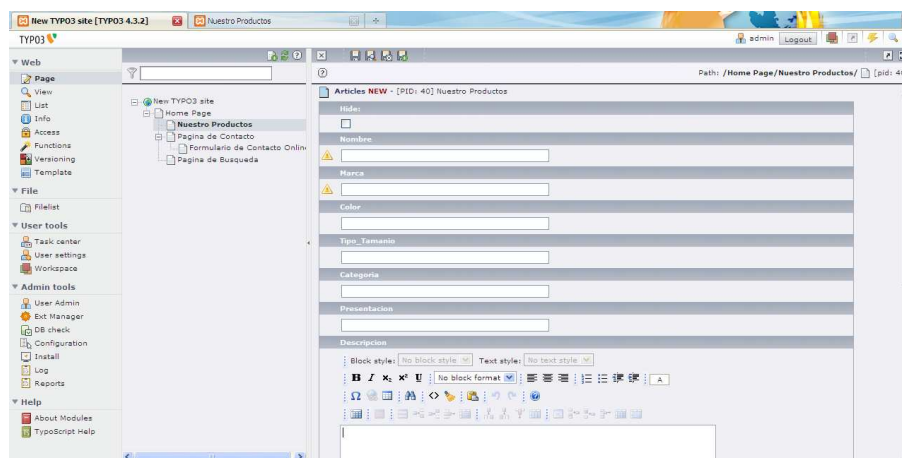 New TYPO3 site [TYPO3 4.3.2]
Nuestro Productos
TYPO3
admin
Logout
Web
Page
View
List
Info
Access
Functions
Versioning
Template
File
Filelist
User tools
Task center
User settings
Workspace
Admin tools
User Admin
Ext Manager
DB check
Configuration
Install
Log
Reports
Help
About Modules
TypoScript Help
New TYPO3 site
Home Page
Nuestro Productos
Pagina de Contacto
Formulario de Contacto Online
Pagina de Busqueda
Path: /Home Page/Nuestro Productos/ [pid: 40
Articles NEW - [PID: 40] Nuestro Productos
Hide:
Nombre
Marca
Color
Tipo_Tamanio
Categoria
Presentacion
Descripcion
Block style: No block style Text style: No text style
B I x₂ x² U No block format A